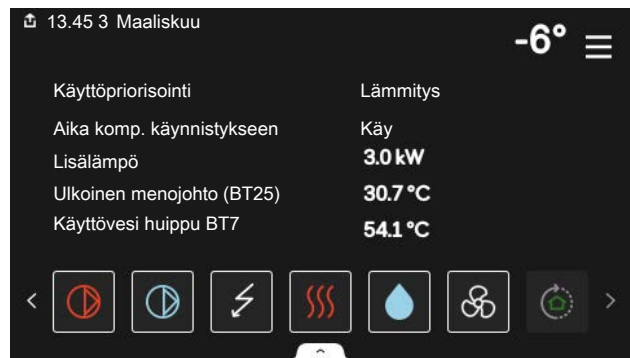 13.45 3 Maaliskuu
-6°
Käyttöpriorisointi Lämmitys
Aika komp. käynnistykseen Käy
Lisälämpö 3.0 kW
Ulkoinen menojohto (BT25) 30.7 °C
Käyttövesi huippu BT7 54.1 °C